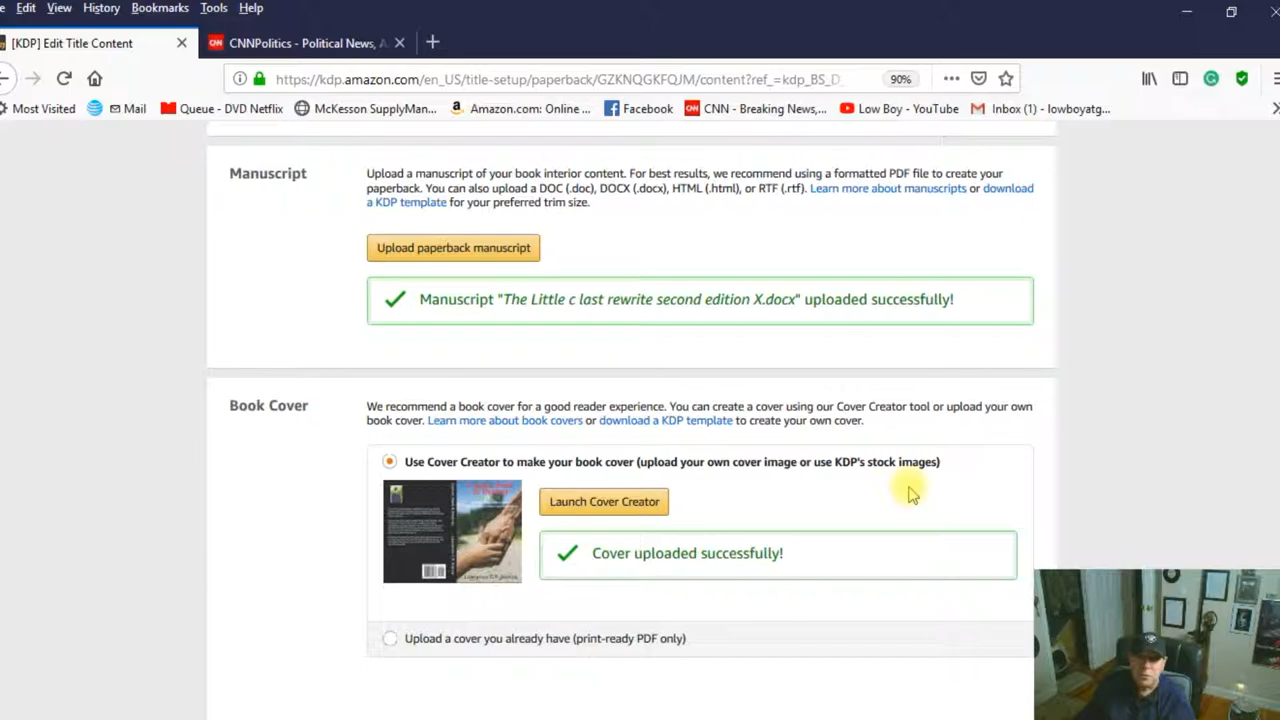 Edit View History Bookmarks Tools Help
[KDP] Edit Title Content CNNPolitics - Political News, A
https://kdp.amazon.com/en_US/title-setup/paperback/GZKNQGKFQJM/content?ref_=kdp_BS_D 90%
Most Visited Mail Queue - DVD Netflix McKesson SupplyMan... Amazon.com: Online ... Facebook CNN - Breaking News,... Low Boy - YouTube Inbox (1) - lowboyatg...
Manuscript
Upload a manuscript of your book interior content. For best results, we recommend using a formatted PDF file to create your
paperback. You can also upload a DOC (.doc), DOCX (.docx), HTML (.html), or RTF (.rtf). Learn more about manuscripts or download
a KDP template for your preferred trim size.
Upload paperback manuscript
Manuscript "The Little c last rewrite second edition X.docx" uploaded successfully!
Book Cover
We recommend a book cover for a good reader experience. You can create a cover using our Cover Creator tool or upload your own
book cover. Learn more about book covers or download a KDP template to create your own cover.
Use Cover Creator to make your book cover (upload your own cover image or use KDP's stock images)
Launch Cover Creator
Cover uploaded successfully!
Upload a cover you already have (print-ready PDF only)